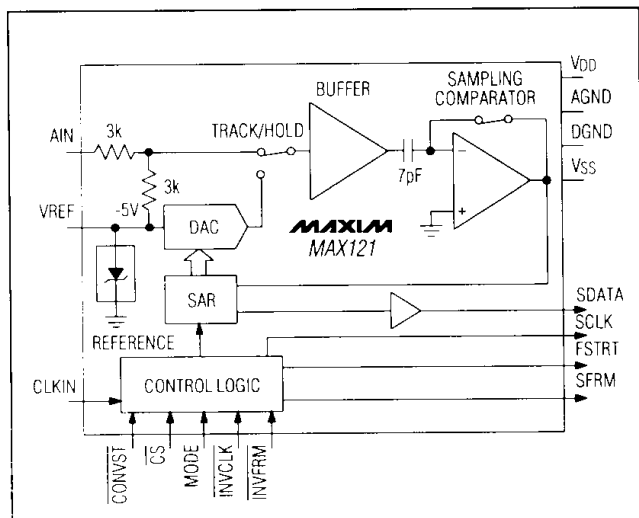 VDD
SAMPLING
COMPARATOR
BUFFER
AGND
3k
AIN
TRACK/HOLD
DGND
VSS
7pF
−
+
3k
-5V
VREF
DAC
MAXIM
MAX121
SAR
SDATA
SCLK
REFERENCE
FSTRT
CONTROL LOGIC
CLKIN
SFRM
CONVST
CS
MODE
INVCLK
INVFRM